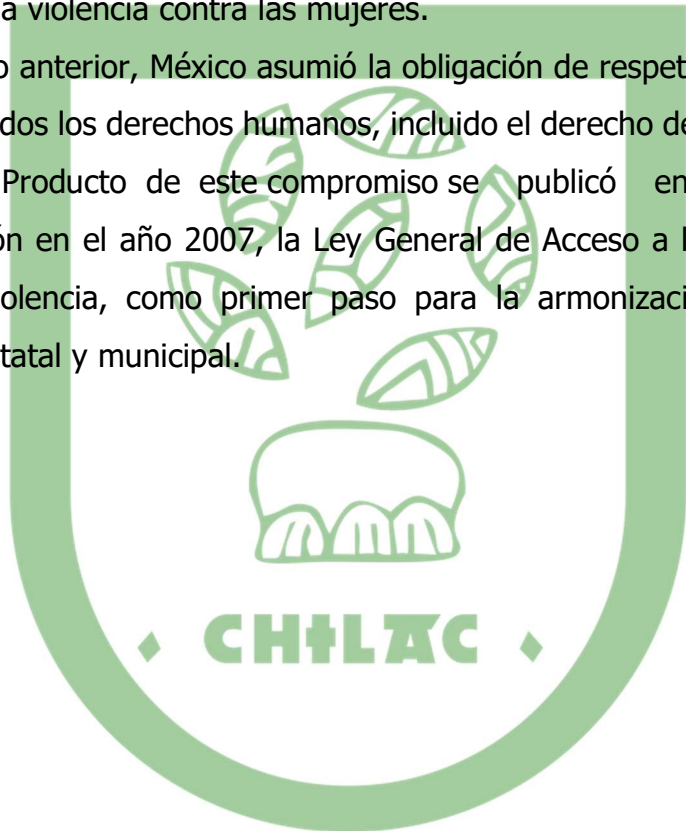 a violencia contra las mujeres.
o anterior, México asumió la obligación de respet
dos los derechos humanos, incluido el derecho de
Producto de este compromiso se publicó en
ón en el año 2007, la Ley General de Acceso a l
olencia, como primer paso para la armonizaci
tatal y municipal.
CHILAC